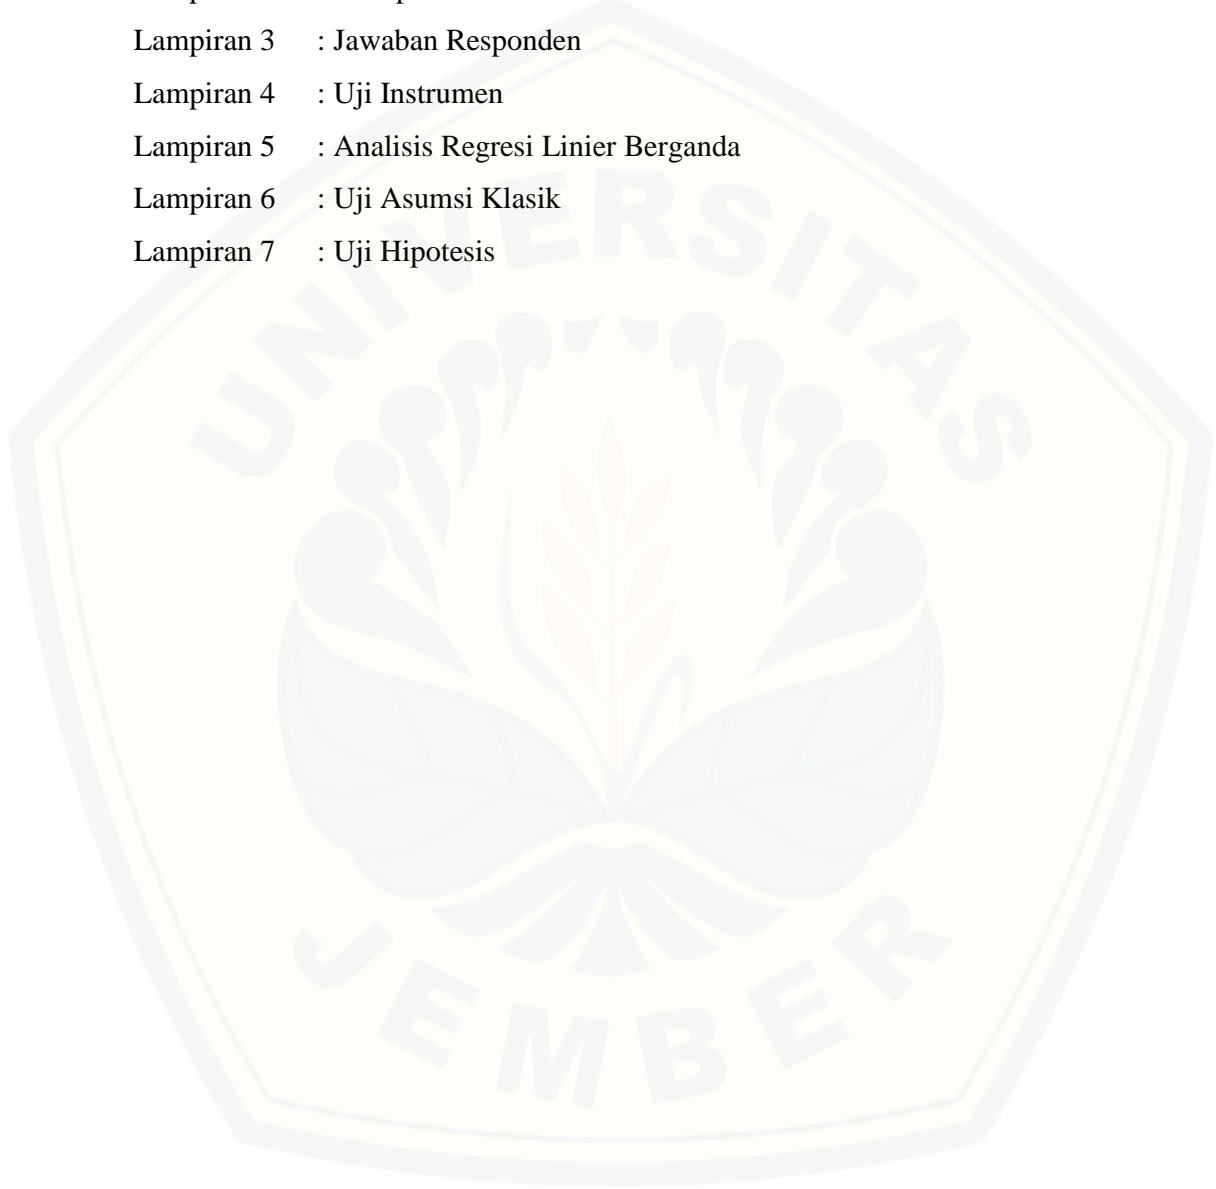 Lampiran 3 : Jawaban Responden
Lampiran 4 : Uji Instrumen
Lampiran 5 : Analisis Regresi Linier Berganda
Lampiran 6 : Uji Asumsi Klasik
Lampiran 7 : Uji Hipotesis
UNIVERSITAS
JEMBER